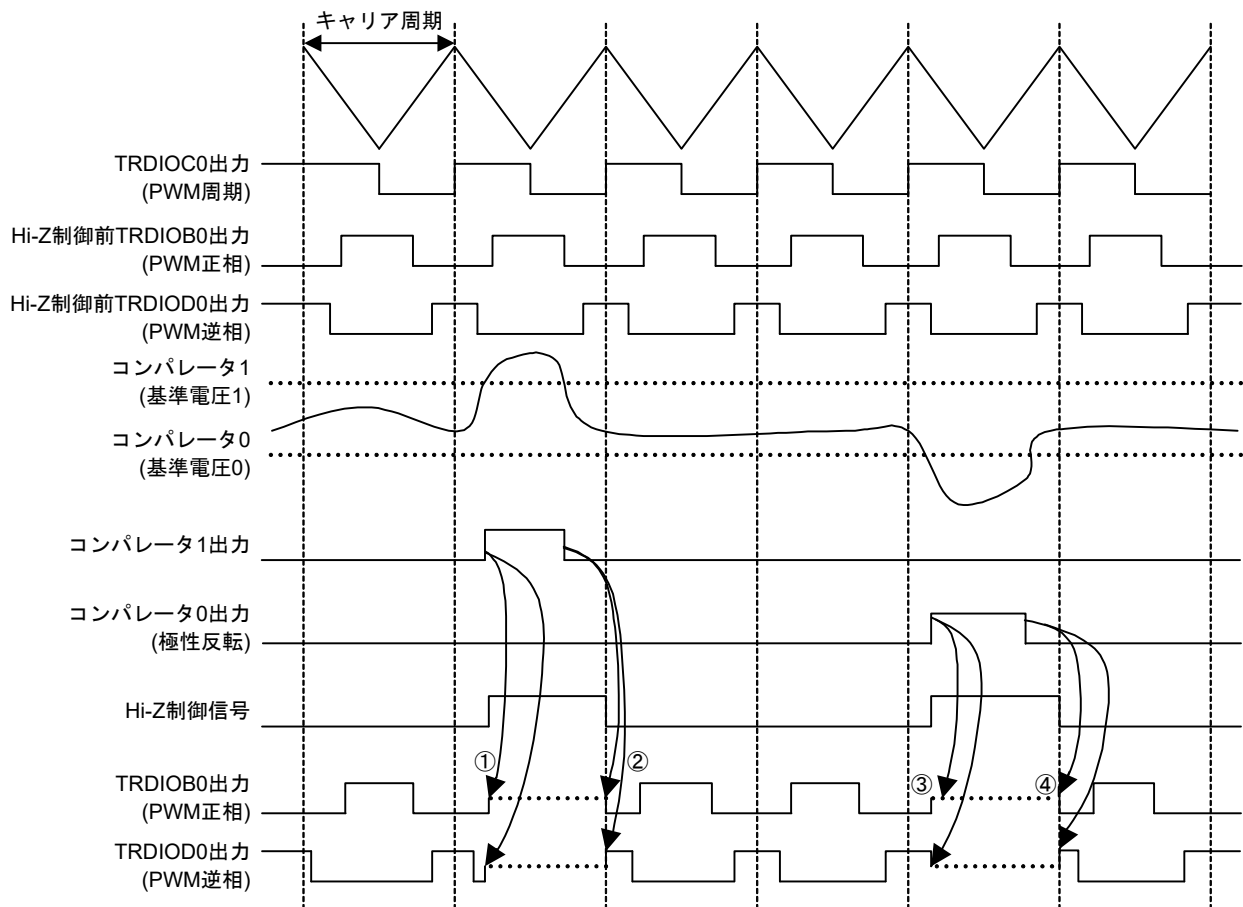 キャリア周期
TRDIOC0出力
(PWM周期)
Hi-Z制御前TRDIOB0出力
(PWM正相)
Hi-Z制御前TRDIOD0出力
(PWM逆相)
コンパレータ1
(基準電圧1)
コンパレータ0
(基準電圧0)
コンパレータ1出力
コンパレータ0出力
(極性反転)
Hi-Z制御信号
① ② ③ ④
TRDIOB0出力
(PWM正相)
TRDIOD0出力
(PWM逆相)